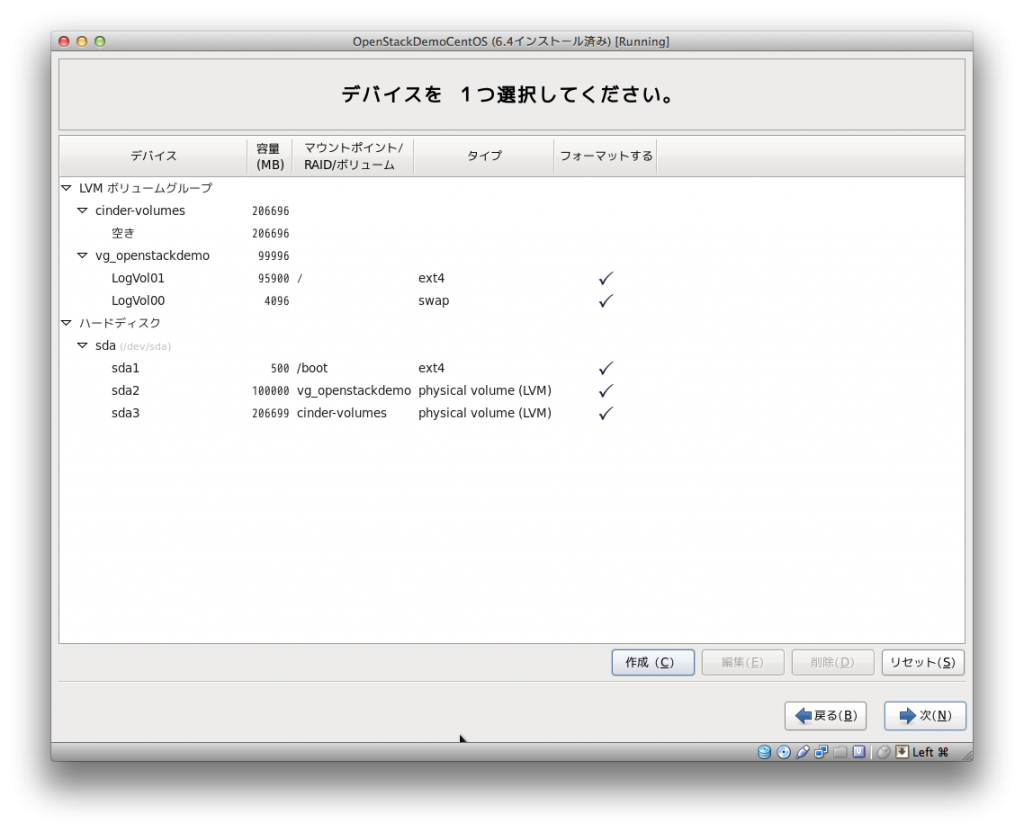 OpenStackDemoCentOS (6.4インストール済み) [Running]
デバイスを 1つ選択してください。
デバイス 容量 (MB) マウントポイント/ RAID/ボリューム タイプ フォーマットする
LVM ボリュームグループ
cinder-volumes 206696
空き 206696
vg_openstackdemo 99996
LogVol01 95900 / ext4 ✓
LogVol00 4096 swap ✓
ハードディスク
sda (/dev/sda)
sda1 500 /boot ext4 ✓
sda2 100000 vg_openstackdemo physical volume (LVM) ✓
sda3 206699 cinder-volumes physical volume (LVM) ✓
作成 (C) 編集(E) 削除(D) リセット(S)
戻る(B) 次(N)
Left ⌘